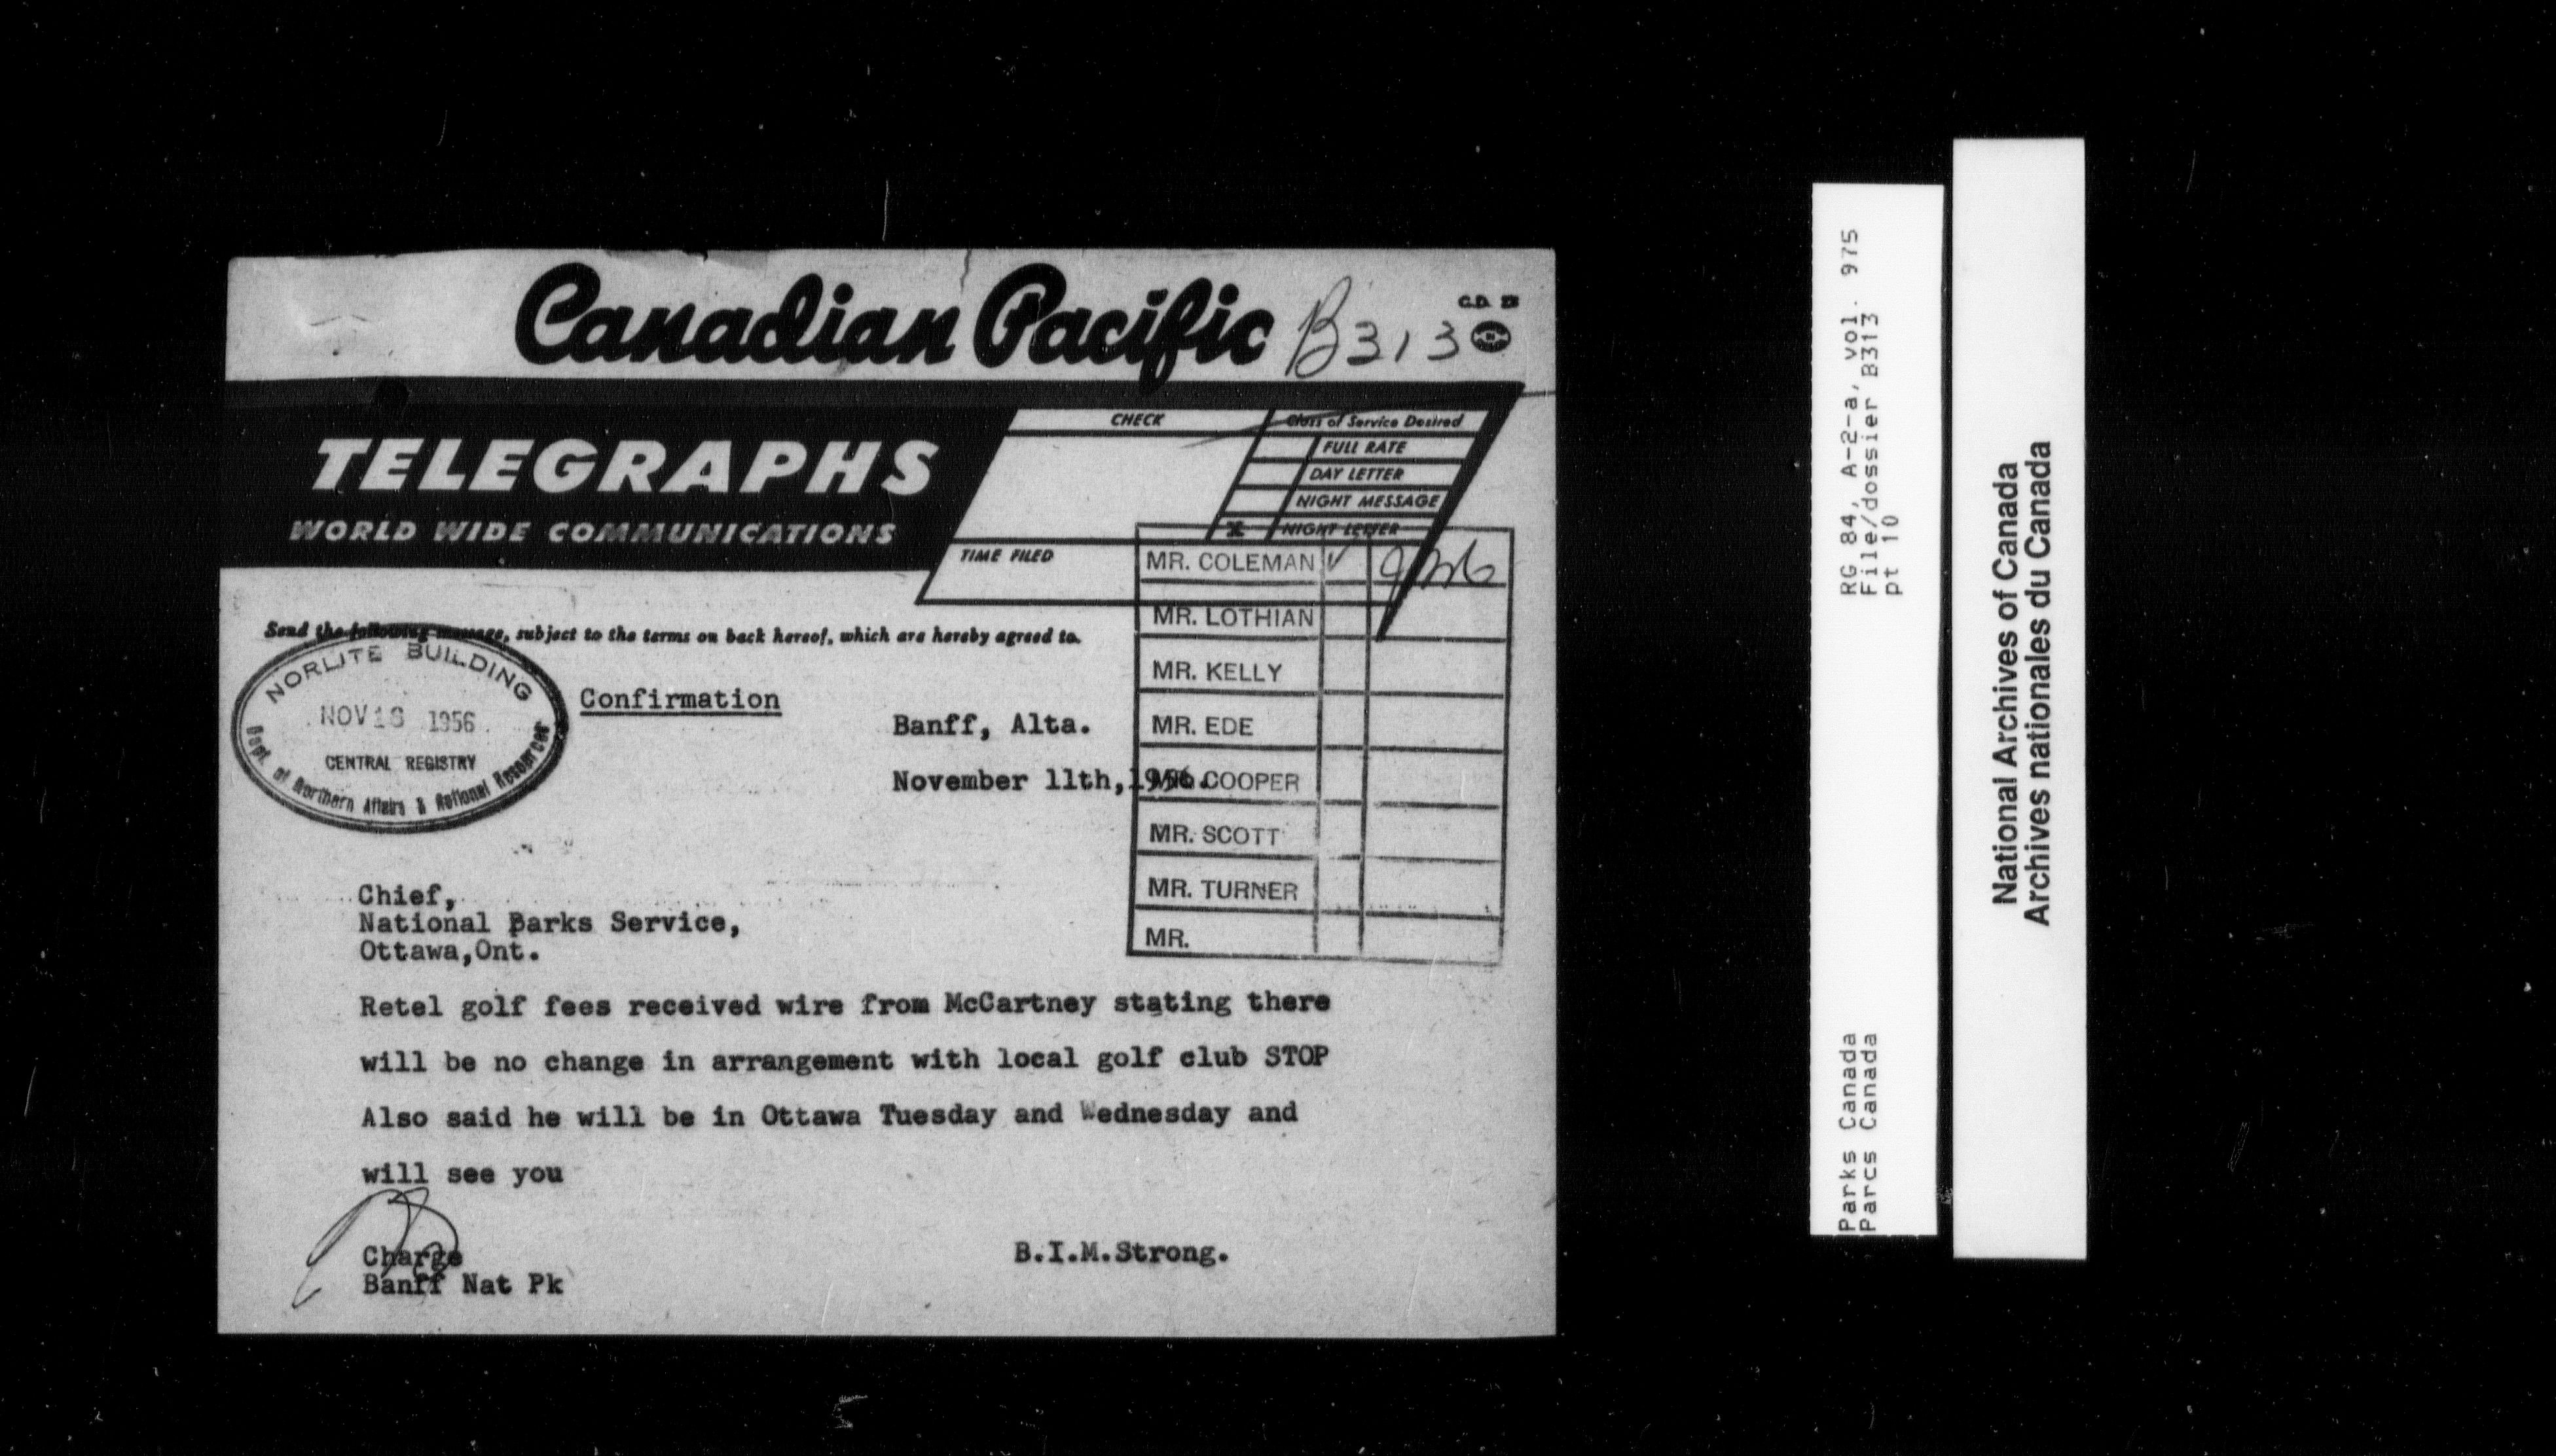 Canadian Pacific
B313
C.D. 2B
TELEGRAPHS
WORLD WIDE COMMUNICATIONS
CHECK
Class of Service Desired
FULL RATE
DAY LETTER
NIGHT MESSAGE
X NIGHT LETTER
TIME FILED
MR. COLEMAN ✓
MR. LOTHIAN
MR. KELLY
MR. EDE
MR. COOPER
MR. SCOTT
MR. TURNER
MR.
Send the following message, subject to the terms on back hereof, which are hereby agreed to.
NORLITE BUILDING
NOV 16 1956
CENTRAL REGISTRY
Dept. of Northern Affairs & National Resources
Confirmation
Banff, Alta.
November 11th,1956.
Chief,
National Parks Service,
Ottawa,Ont.
Retel golf fees received wire from McCartney stating there
will be no change in arrangement with local golf club STOP
Also said he will be in Ottawa Tuesday and Wednesday and
will see you
Charge
Banff Nat Pk
B.I.M.Strong.
RG 84, A-2-a, vol. 975
File/dossier B313
pt 10
Parks Canada
Parcs Canada
National Archives of Canada
Archives nationales du Canada